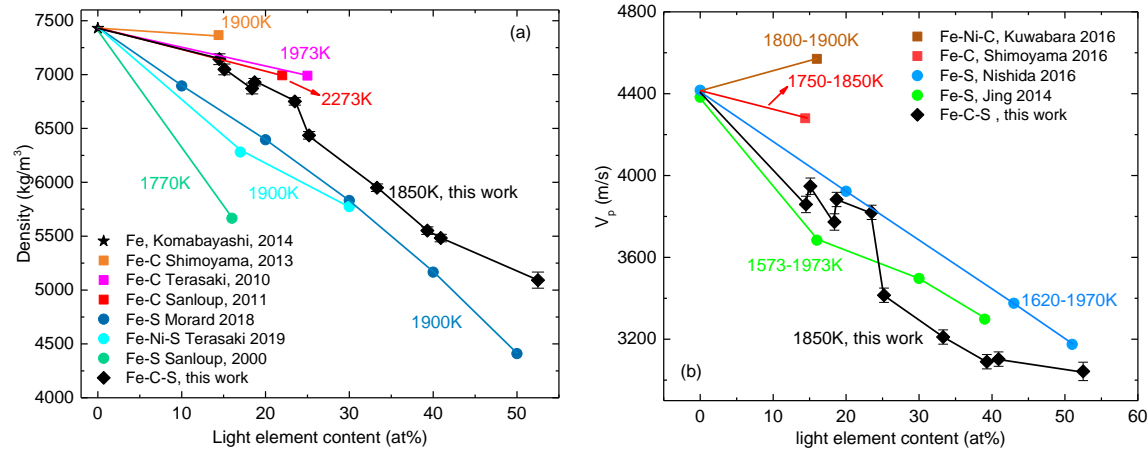 (a)
1900K
1973K
2273K
1770K
1900K
1850K, this work
1900K
Fe, Komabayashi, 2014
Fe-C Shimoyama, 2013
Fe-C Terasaki, 2010
Fe-C Sanloup, 2011
Fe-S Morard 2018
Fe-Ni-S Terasaki 2019
Fe-S Sanloup, 2000
Fe-C-S, this work
Density (kg/m³)
7500
7000
6500
6000
5500
5000
4500
4000
0 10 20 30 40 50
Light element content (at%)
(b)
1800-1900K
1750-1850K
1573-1973K
1620-1970K
1850K, this work
Fe-Ni-C, Kuwabara 2016
Fe-C, Shimoyama 2016
Fe-S, Nishida 2016
Fe-S, Jing 2014
Fe-C-S , this work
Vₚ (m/s)
4800
4400
4000
3600
3200
0 10 20 30 40 50 60
light element content (at%)